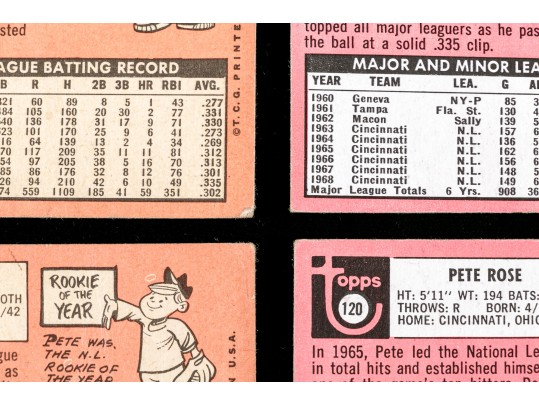 isted
LEAGUE BATTING RECORD
B R H 2B 3B HR RBI AVG.
321 60 89 8 5 1 43 .277
484 105 160 20 30 2 77 .331
540 136 178 31 17 9 71 .330
623 101 170 25 9 6 41 .273
16 64 139 13 2 4 34 .269
70 117 209 35 11 11 81 .312
54 97 205 38 5 16 70 .313
85 86 176 32 8 12 76 .301
26 94 210 42 6 10 49 .335
74 559 1109 185 41 59 351 .302
©T.C.G. PRINTE
topped all major leaguers as he pas
the ball at a solid .335 clip.
MAJOR AND MINOR LEA
YEAR TEAM LEA. G A
1960 Geneva NY-P 85 3
1961 Tampa Fla. St. 130 4
1962 Macon Sally 139 5
1963 Cincinnati N.L. 157 6
1964 Cincinnati N.L. 136 5
1965 Cincinnati N.L. 162 6
1966 Cincinnati N.L. 156 6
1967 Cincinnati N.L. 148 5
1968 Cincinnati N.L. 149 6
Major League Totals 6 Yrs. 908 36
OTH
/42
ROOKIE
OF THE
YEAR
PETE WAS
THE N.L.
ROOKIE OF
THE YEAR
gue
as
N U.S.A.
topps
120
PETE ROSE
HT: 5'11" WT: 194 BATS:
THROWS: R BORN: 4/
HOME: CINCINNATI, OHIO
In 1965, Pete led the National Le
in total hits and established himse